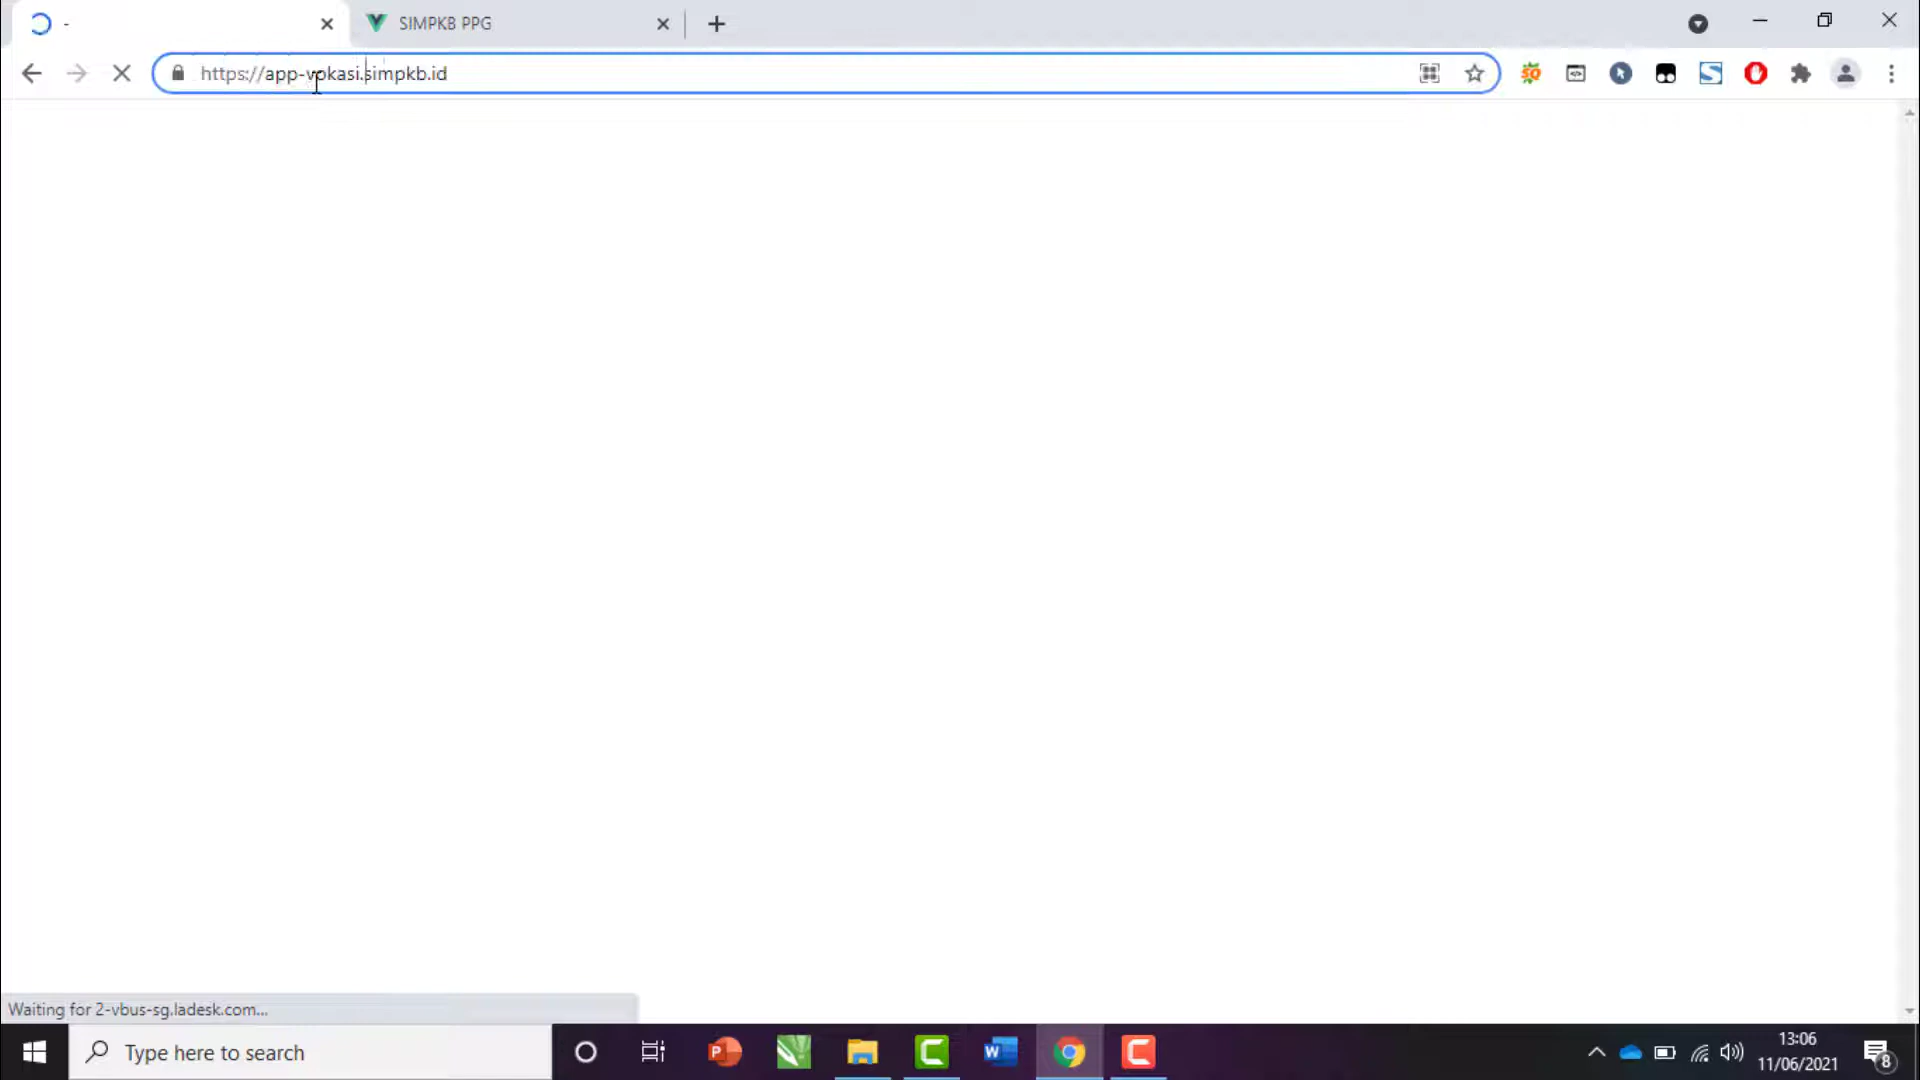 -
SIMPKB PPG
https://app-vokasi.simpkb.id
Waiting for 2-vbus-sg.ladesk.com...
Type here to search
13:06
11/06/2021
8